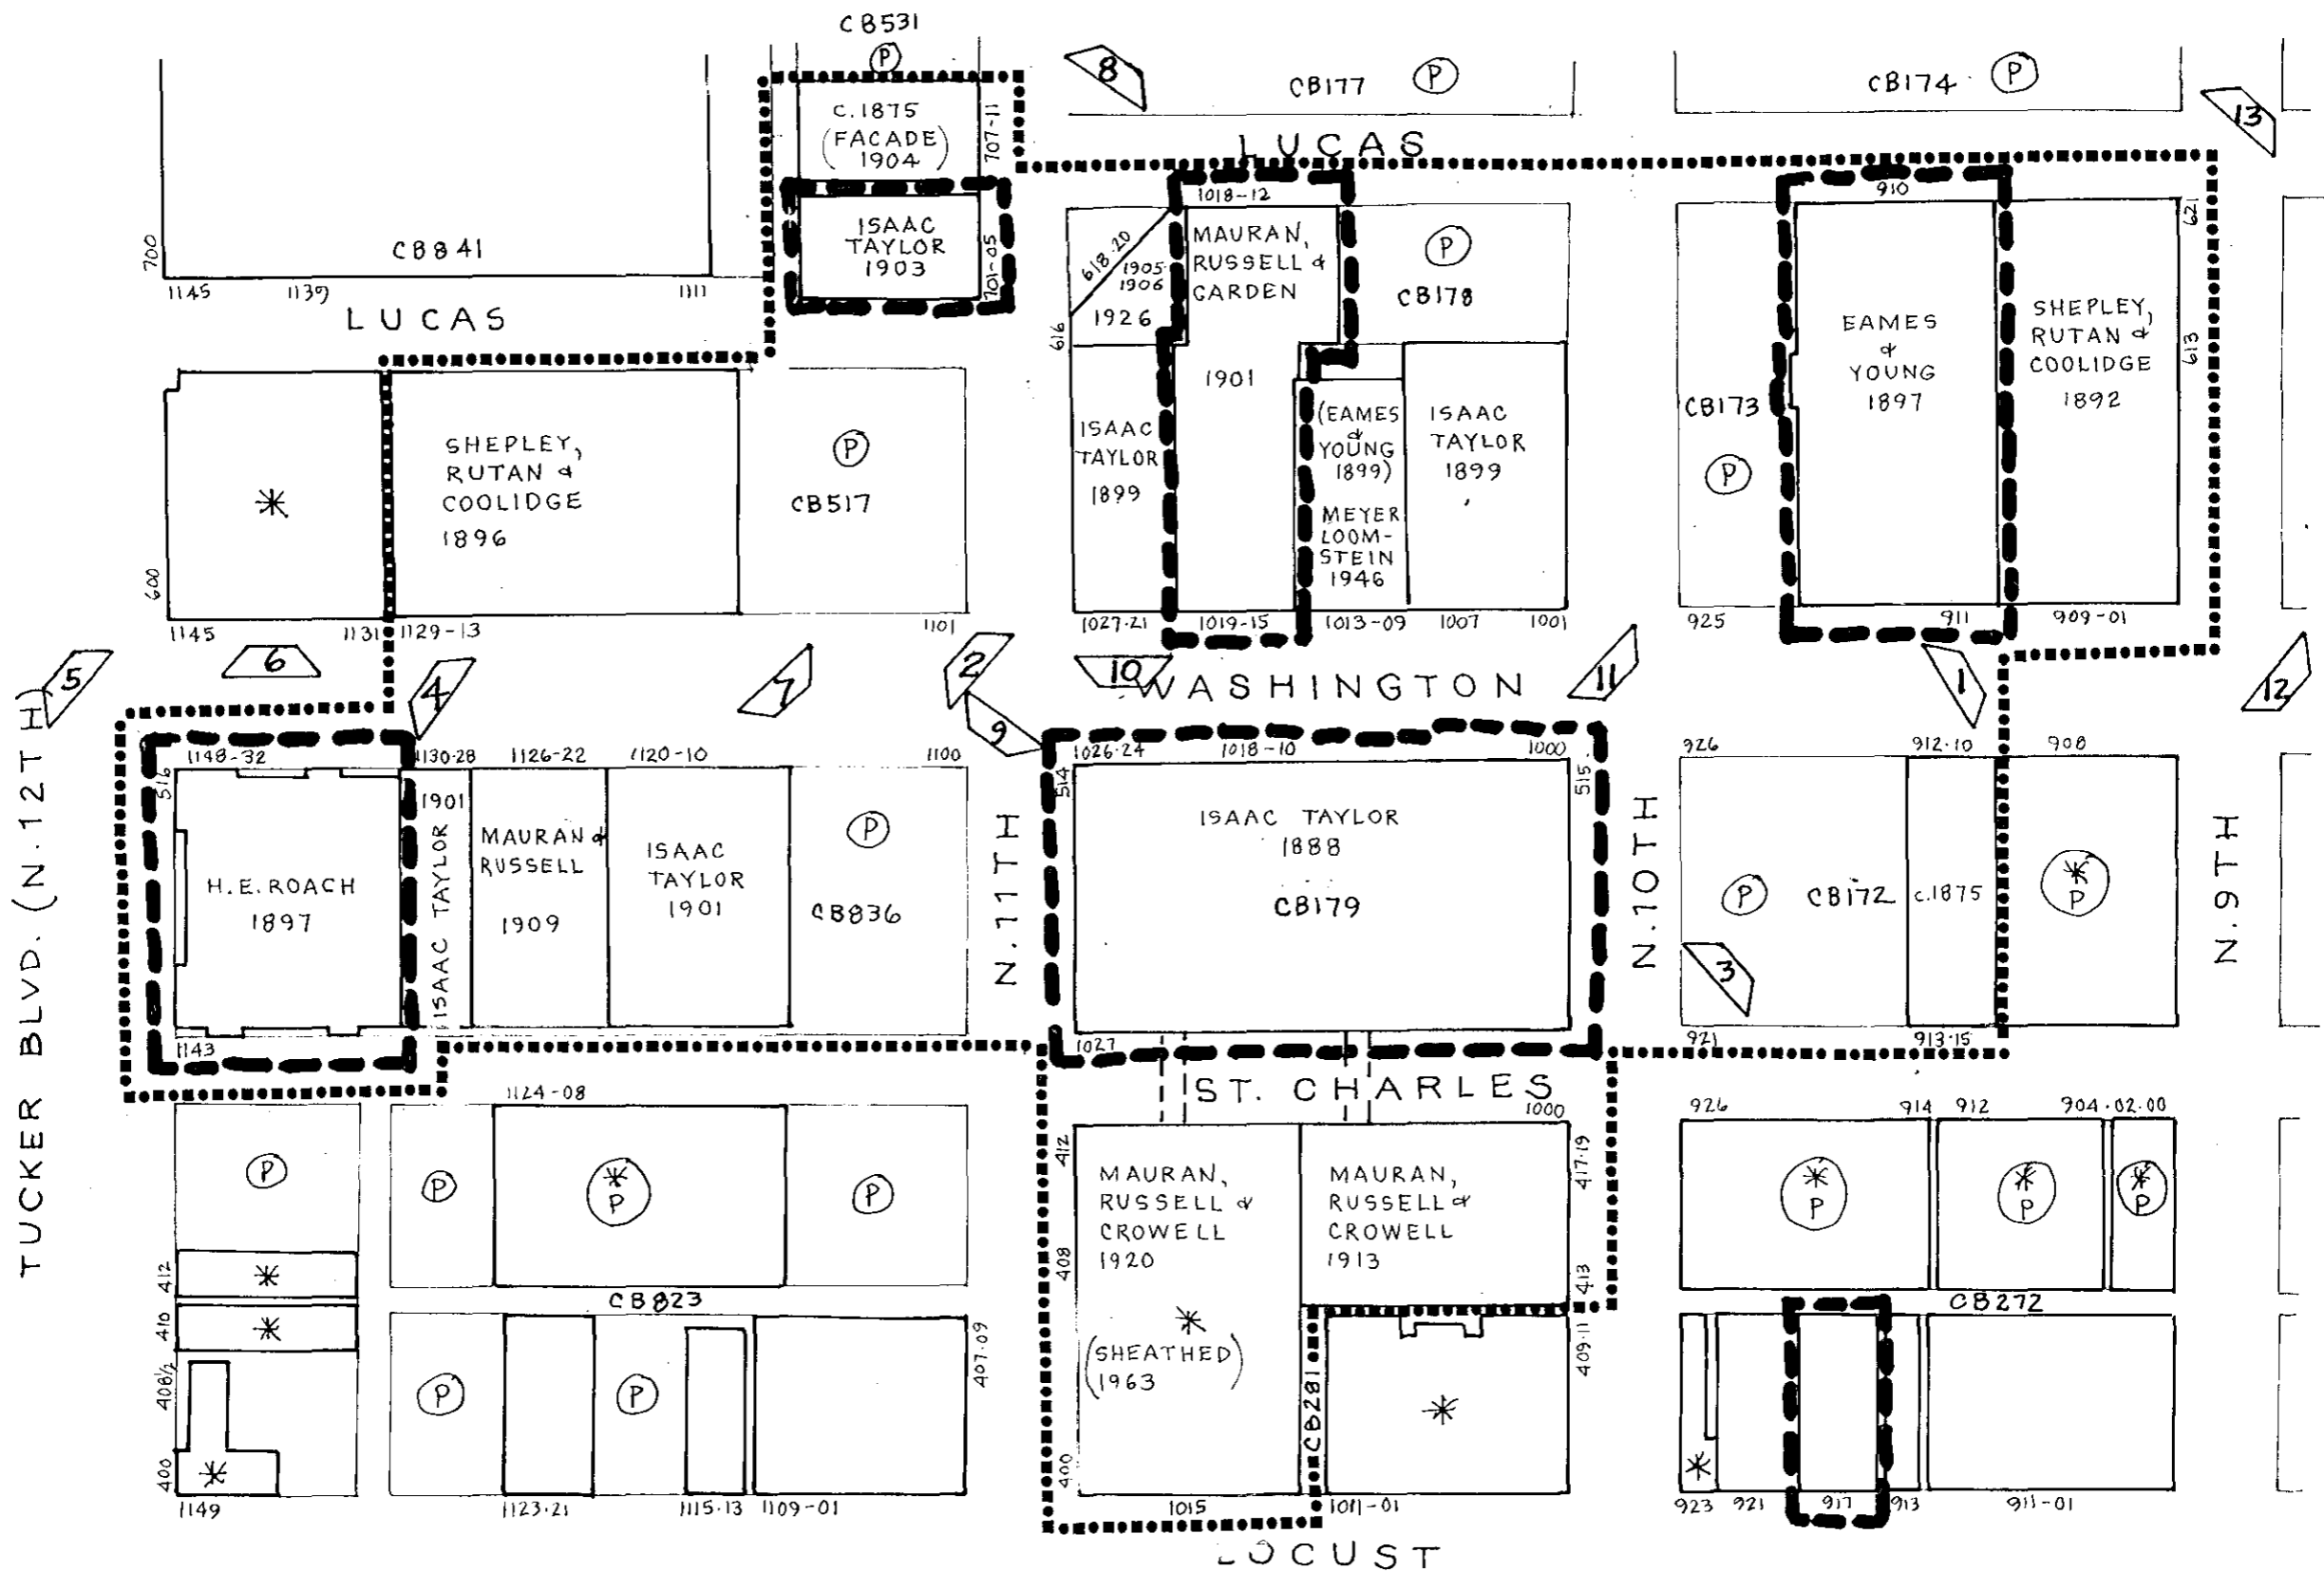 CB531
P
8
CB177 P
CB174 P
13
C.1875
(FACADE)
1904
707-11
LUCAS
ISAAC
TAYLOR
1903
701-05
700
CB841
1145 1139 1111
LUCAS
618-20
1905-
1906
1926
616
1018-12
MAURAN,
RUSSELL &
GARDEN
1901
P
CB178
910
EAMES
&
YOUNG
1897
SHEPLEY,
RUTAN &
COOLIDGE
1892
621
613
CB173
P
*
600
SHEPLEY,
RUTAN &
COOLIDGE
1896
P
CB517
ISAAC
TAYLOR
1899
(EAMES
&
YOUNG
1899)
MEYER
LOOM-
STEIN
1946
ISAAC
TAYLOR
1899
1145 1131 1129-13 1101
1027-21 1019-15 1013-09 1007 1001
925 911 909-01
5
6
4
7
2
9
10
WASHINGTON
11
1
12
TUCKER BLVD. (N.12TH)
1148-32 1130-28 1126-22 1120-10 1100
516
H.E. ROACH
1897
1901
ISAAC TAYLOR
MAURAN &
RUSSELL
1909
ISAAC
TAYLOR
1901
P
CB836
1143
N.11TH
1026-24 1018-10 1000
514
515
ISAAC TAYLOR
1888
CB179
1027
N.10TH
926 912-10 908
P
CB172
c.1875
*
P
3
921 913-15
N.9TH
ST. CHARLES
1124-08
P
P
*
P
P
412
*
410
*
408½
400
*
1149
CB823
P
P
407-09
1123-21 1115-13 1109-01
1000
412
408
400
MAURAN,
RUSSELL &
CROWELL
1920
*
(SHEATHED)
1963
MAURAN,
RUSSELL &
CROWELL
1913
417-19
413
409-11
CB281
*
1015 1011-01
926 914 912 904-02-00
*
P
*
P
*
P
CB272
*
923 921 917 913 911-01
LOCUST